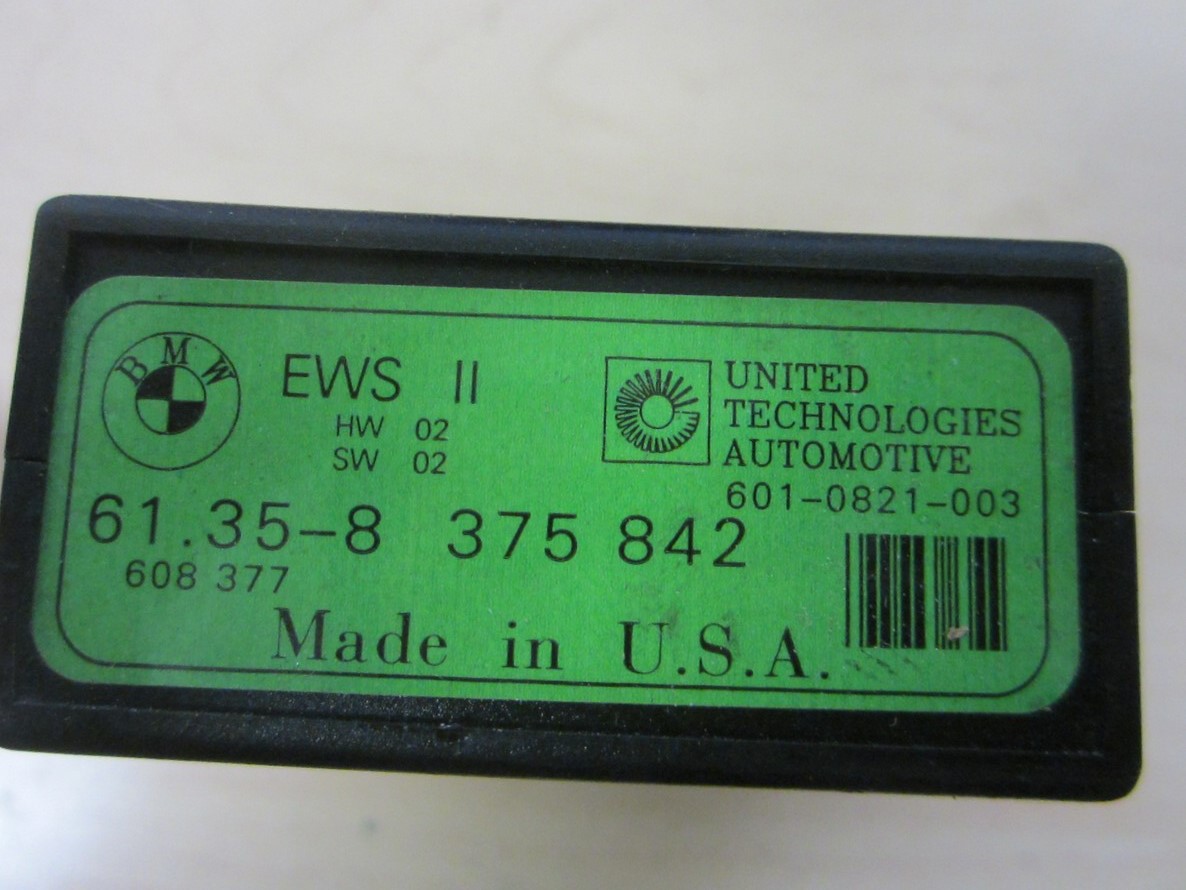 BMW
EWS II
HW 02
SW 02
UNITED
TECHNOLOGIES
AUTOMOTIVE
601-0821-003
61.35-8 375 842
608 377
Made in U.S.A.